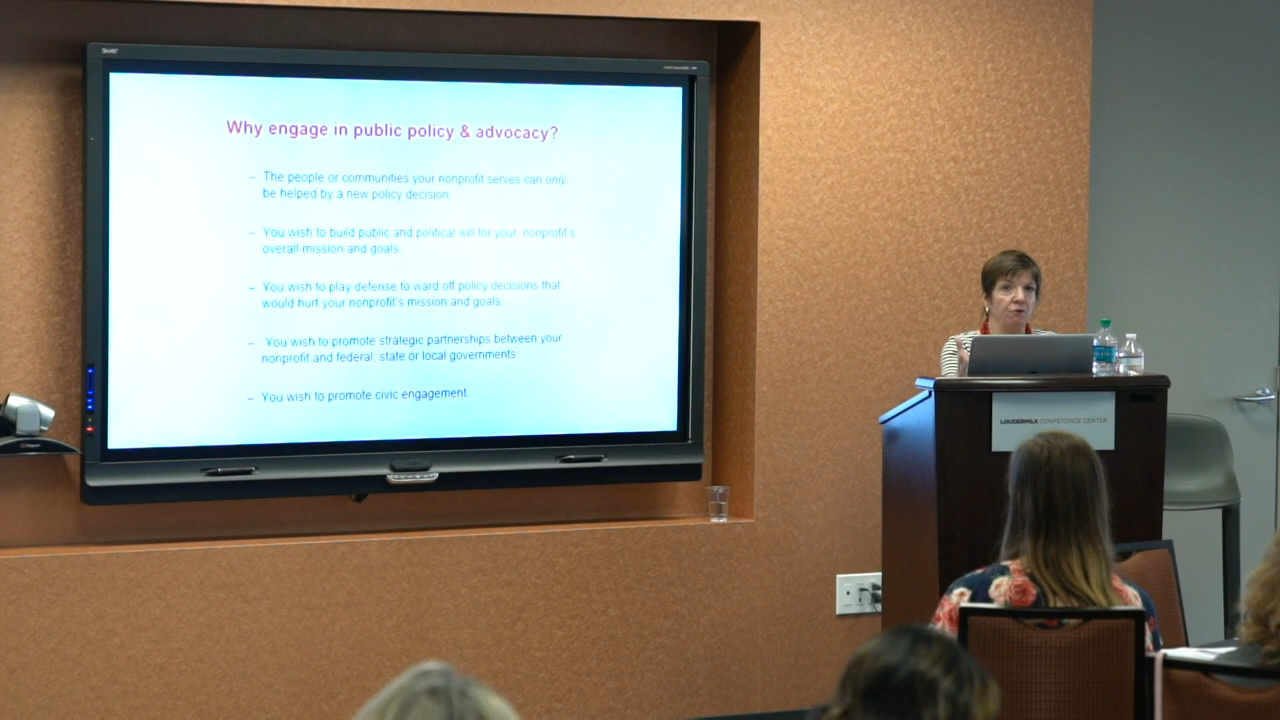 SMART
Why engage in public policy & advocacy?
– The people or communities your nonprofit serves can only
be helped by a new policy decision.
– You wish to build public and political will for your nonprofit's
overall mission and goals.
– You wish to play defense to ward off policy decisions that
would hurt your nonprofit's mission and goals.
– You wish to promote strategic partnerships between your
nonprofit and federal, state or local governments.
– You wish to promote civic engagement.
LOUDERMILK CONFERENCE CENTER